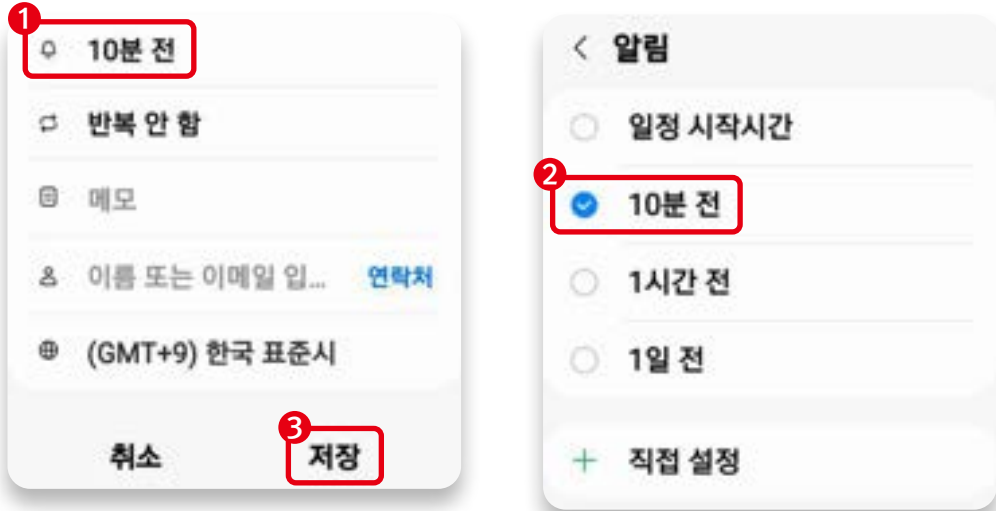 1
10분 전
반복 안 함
메모
이름 또는 이메일 입... 연락처
(GMT+9) 한국 표준시
취소 3 저장
알림
일정 시작시간
2
10분 전
1시간 전
1일 전
+ 직접 설정